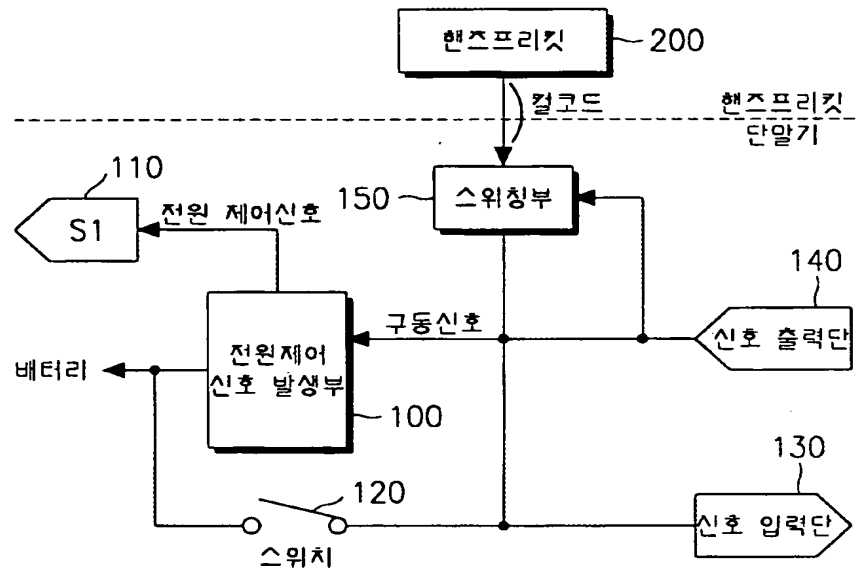 핸즈프리킷
200
컬코드
핸즈프리킷
단말기
110
150
스위칭부
S1
전원 제어신호
140
구동신호
신호 출력단
전원제어
신호 발생부
배터리
100
130
120
신호 입력단
스위치